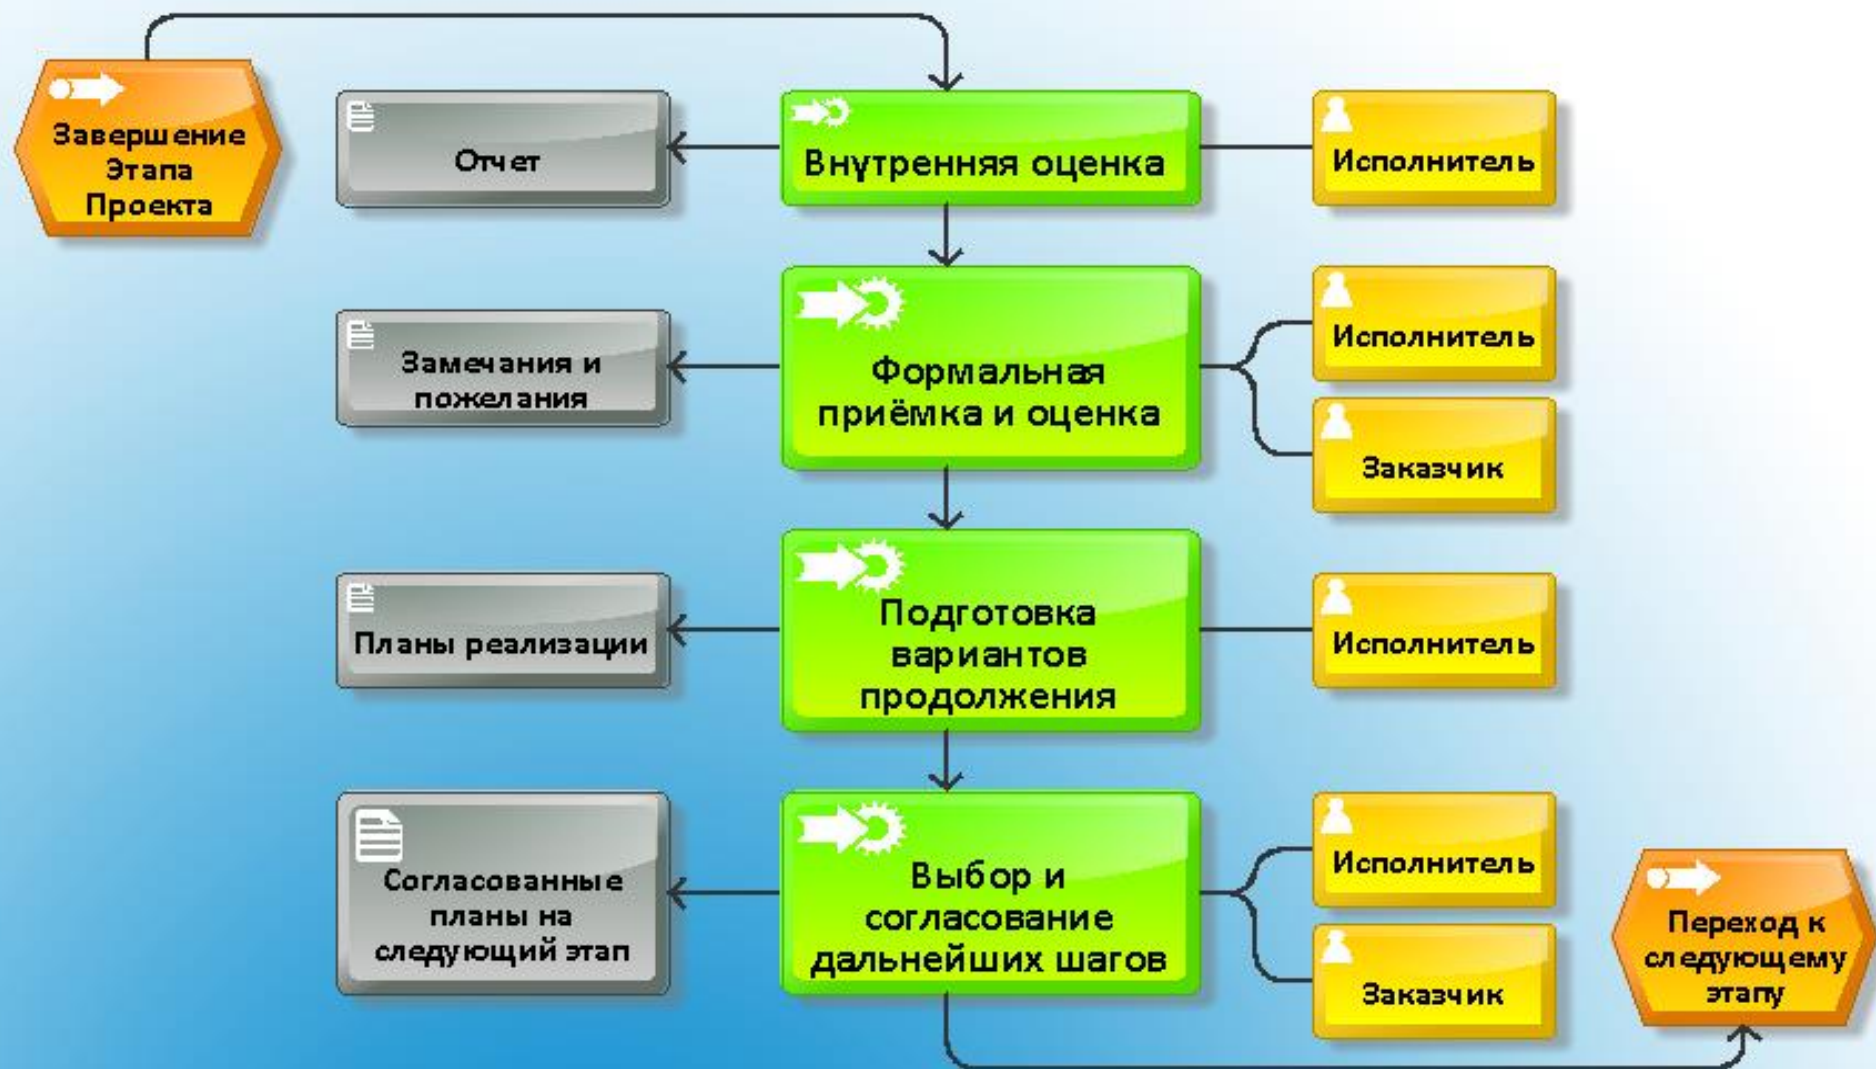 Завершение
Этапа
Проекта
Отчет
Внутренняя оценка
Исполнитель
Замечания и
пожелания
Формальная
приёмка и оценка
Исполнитель
Заказчик
Планы реализации
Подготовка
вариантов
продолжения
Исполнитель
Согласованные
планы на
следующий этап
Выбор и
согласование
дальнейших шагов
Исполнитель
Заказчик
Переход к
следующему
этапу